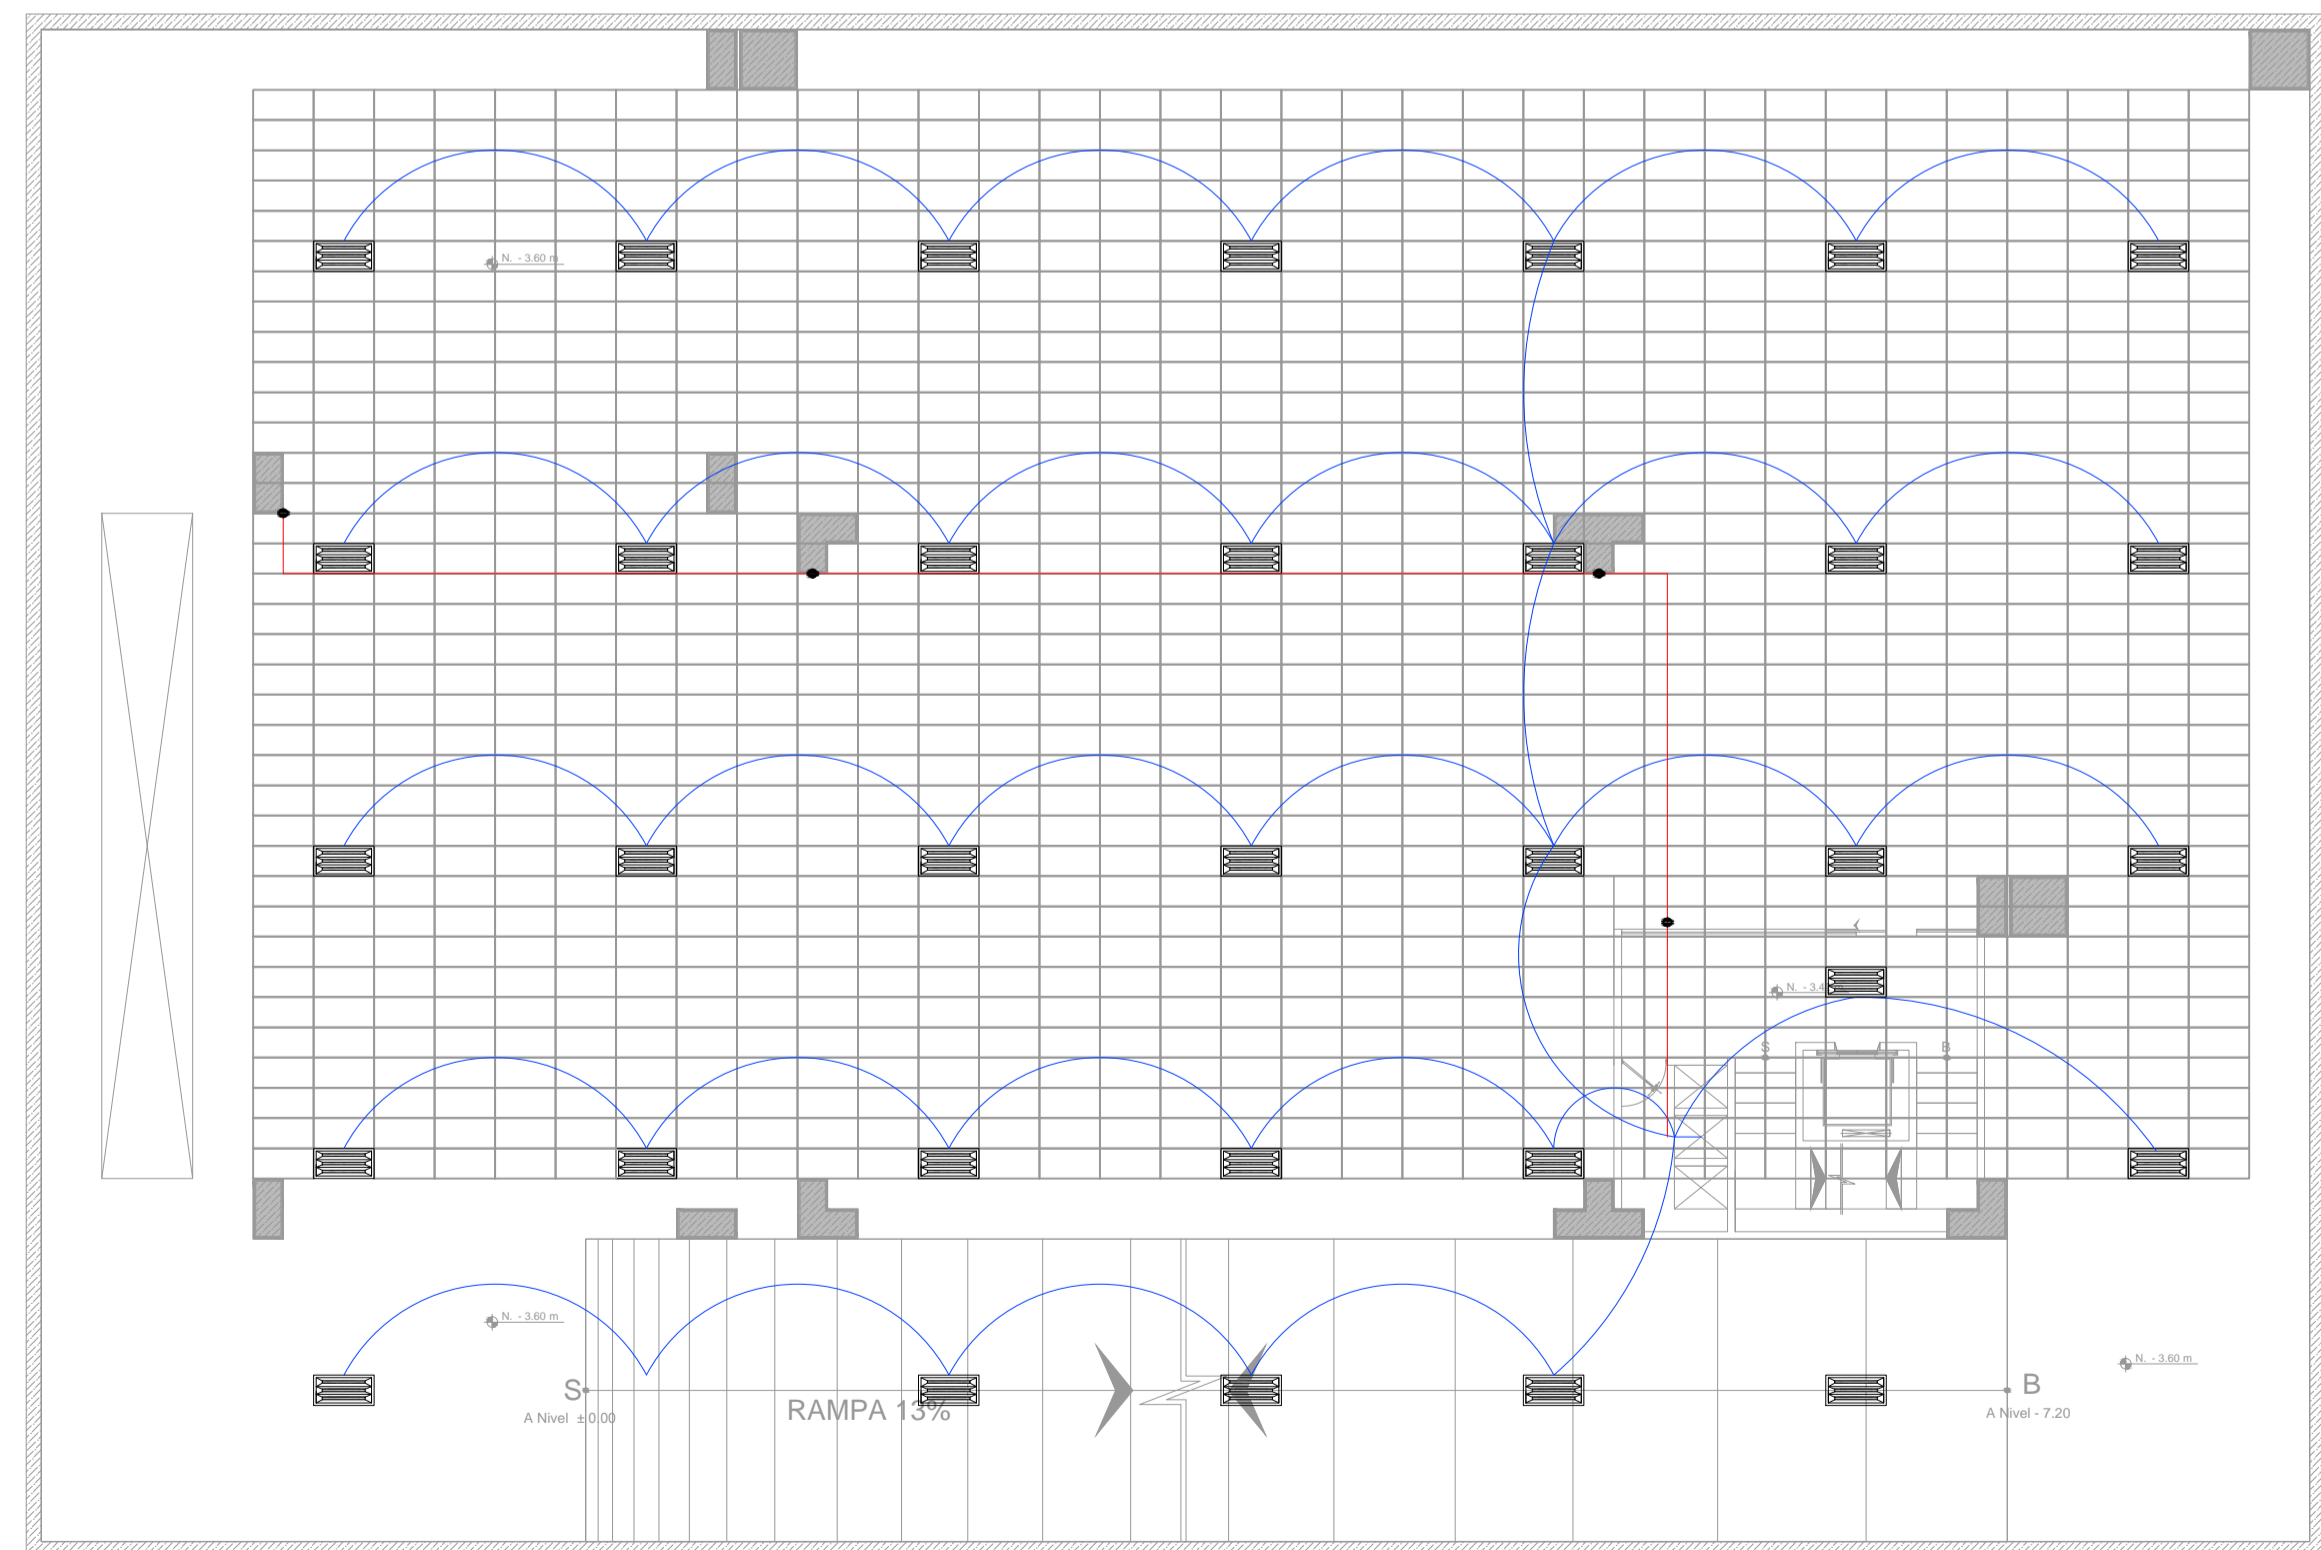 N. - 3.60 m
N. - 3.4
S
B
N. - 3.60 m
N. - 3.60 m
S
B
RAMPA 13%
A Nivel ± 0.00
A Nivel - 7.20